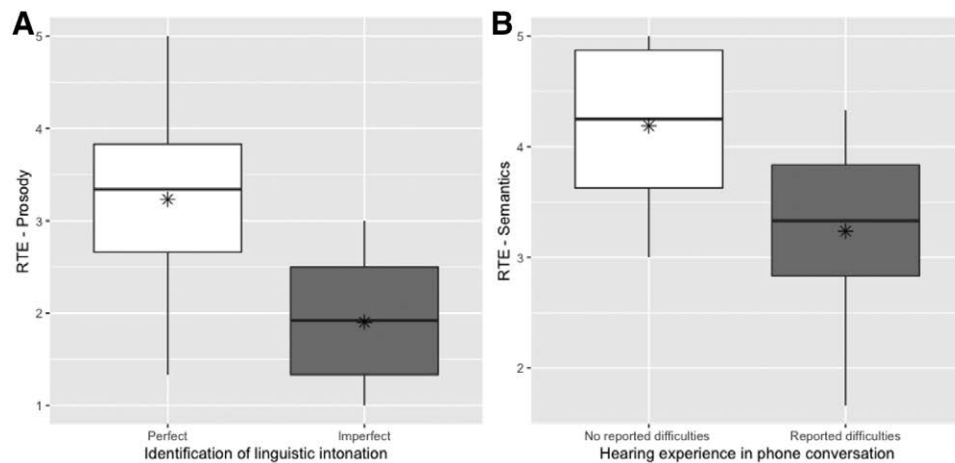 A
RTE - Prosody
5
4
3
2
1
Perfect
Imperfect
Identification of linguistic intonation
B
RTE - Semantics
5
4
3
2
No reported difficulties
Reported difficulties
Hearing experience in phone conversation